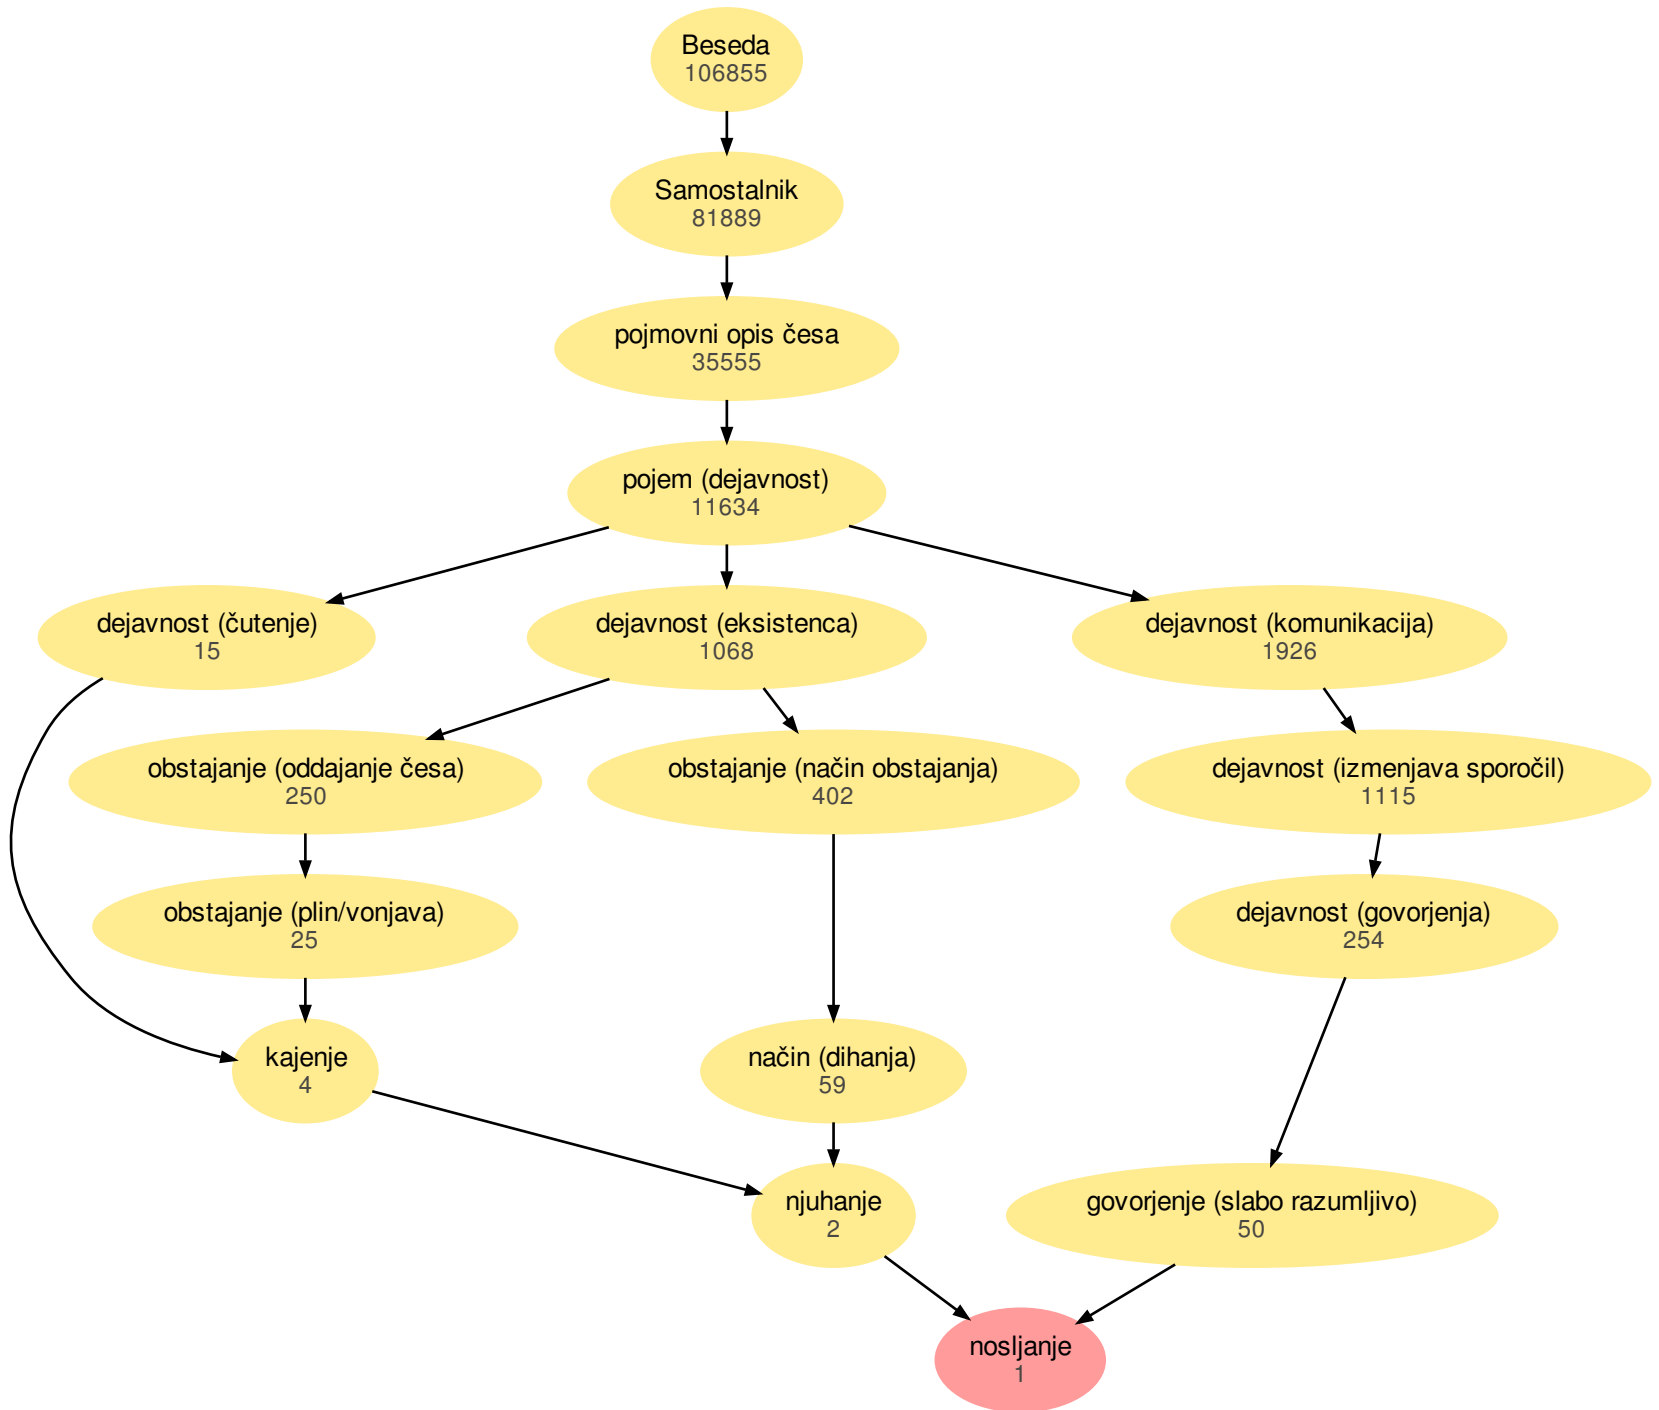 Beseda
106855
Samostalnik
81889
pojmovni opis česa
35555
pojem (dejavnost)
11634
dejavnost (čutenje)
15
dejavnost (eksistenca)
1068
dejavnost (komunikacija)
1926
obstajanje (oddajanje česa)
250
obstajanje (način obstajanja)
402
dejavnost (izmenjava sporočil)
1115
obstajanje (plin/vonjava)
25
dejavnost (govorjenja)
254
kajenje
4
način (dihanja)
59
njuhanje
2
govorjenje (slabo razumljivo)
50
nosljanje
1